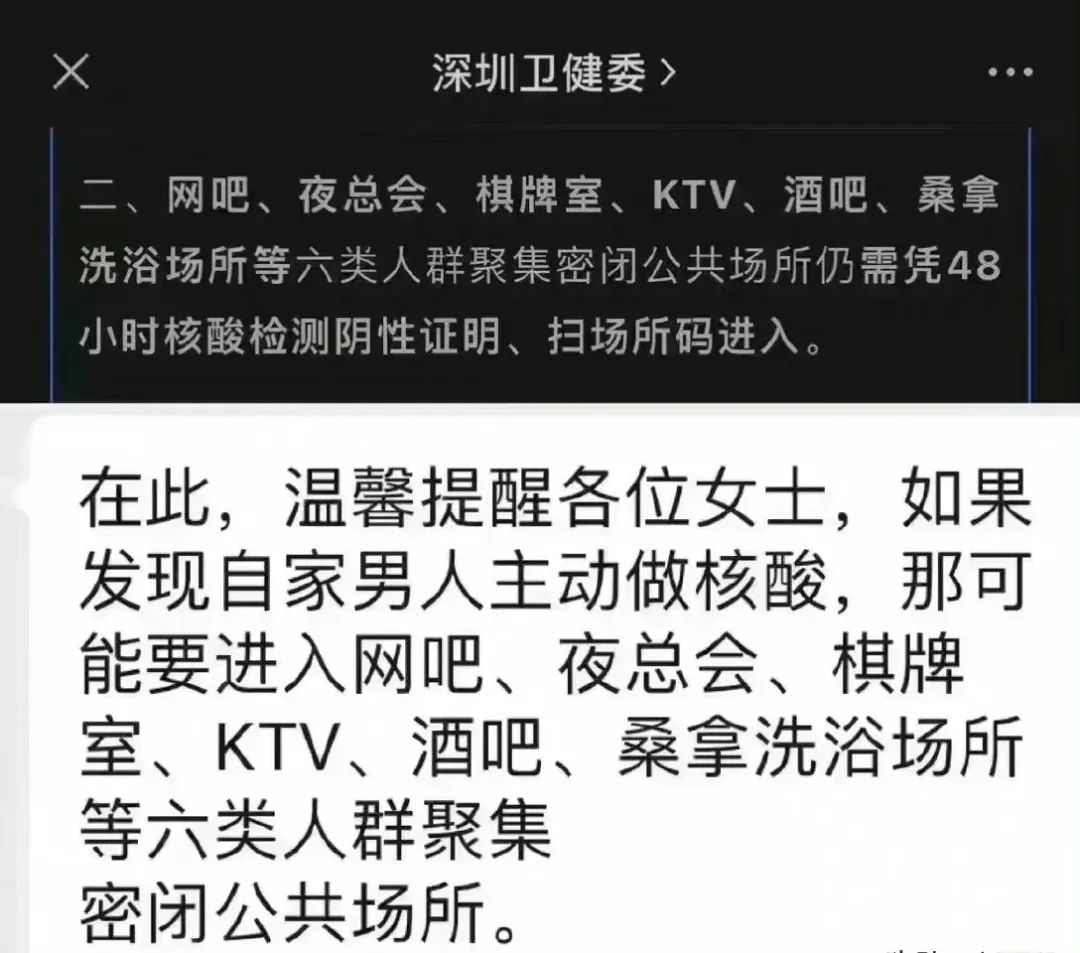 深圳卫健委
二、网吧、夜总会、棋牌室、KTV、酒吧、桑拿
洗浴场所等六类人群聚集密闭公共场所仍需凭48
小时核酸检测阴性证明、扫场所码进入。
在此，温馨提醒各位女士，如果
发现自家男人主动做核酸，那可
能要进入网吧、夜总会、棋牌
室、KTV、酒吧、桑拿洗浴场所
等六类人群聚集
密闭公共场所。